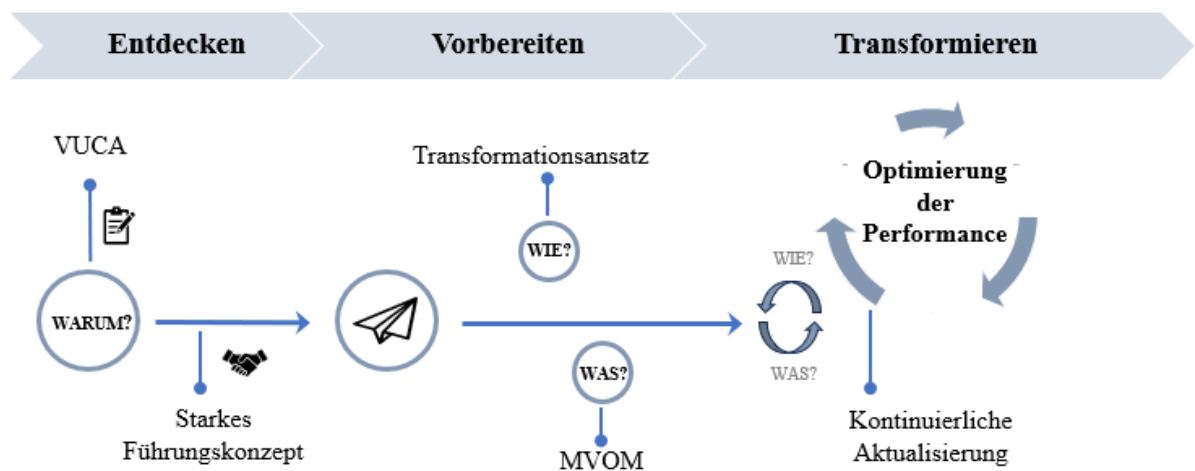 Entdecken
Vorbereiten
Transformieren
VUCA
WARUM?
Starkes
Führungskonzept
Transformationsansatz
WIE?
WAS?
MVOM
WIE?
WAS?
Optimierung
der
Performance
Kontinuierliche
Aktualisierung